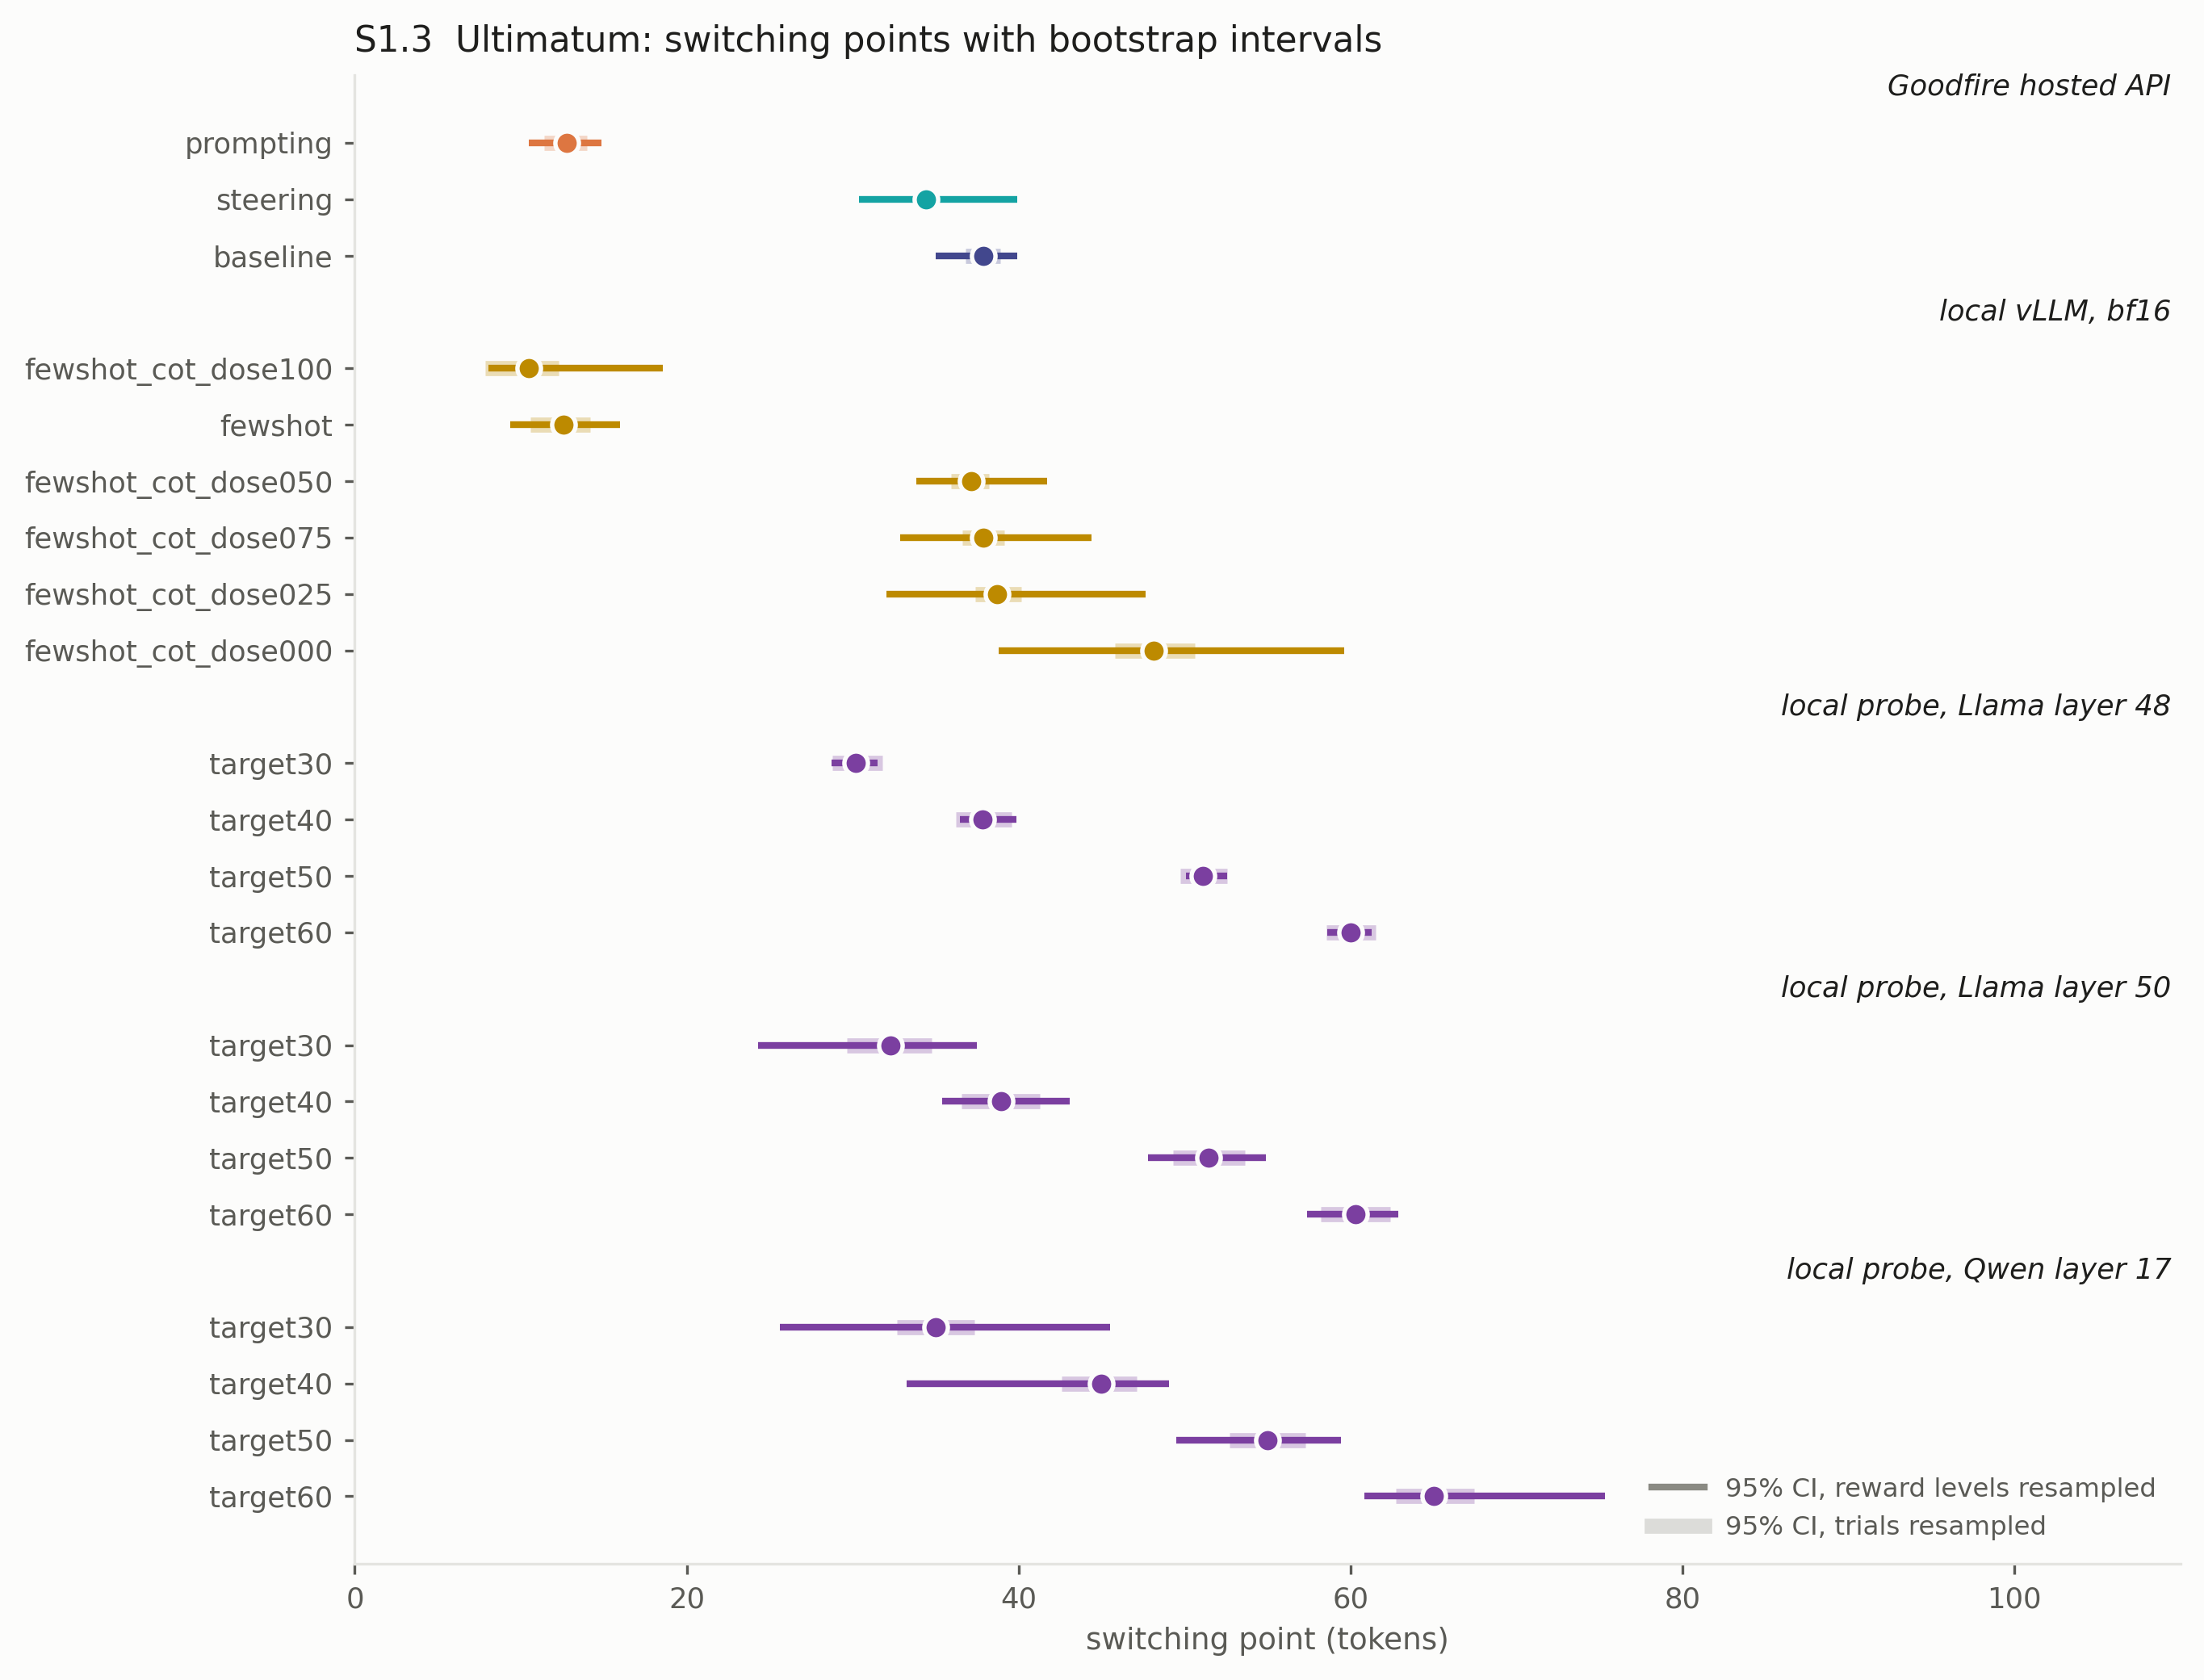 S1.3  Ultimatum: switching points with bootstrap intervals
Goodfire hosted API
prompting
steering
baseline
local vLLM, bf16
fewshot_cot_dose100
fewshot
fewshot_cot_dose050
fewshot_cot_dose075
fewshot_cot_dose025
fewshot_cot_dose000
local probe, Llama layer 48
target30
target40
target50
target60
local probe, Llama layer 50
target30
target40
target50
target60
local probe, Qwen layer 17
target30
target40
target50
target60
95% CI, reward levels resampled
95% CI, trials resampled
0 20 40 60 80 100
switching point (tokens)